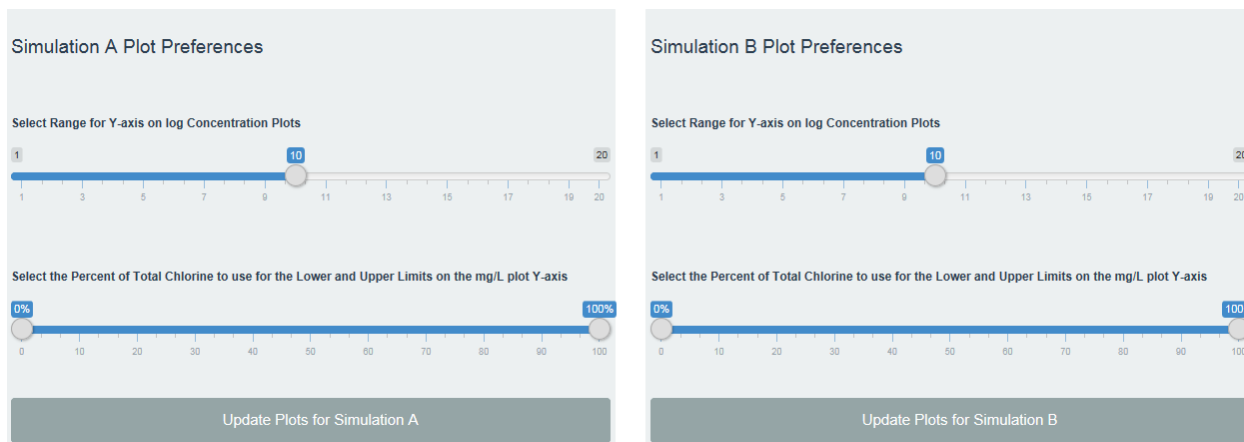 Simulation A Plot Preferences
Select Range for Y-axis on log Concentration Plots
1 10 20
1 3 5 7 9 11 13 15 17 19 20
Select the Percent of Total Chlorine to use for the Lower and Upper Limits on the mg/L plot Y-axis
0% 100%
0 10 20 30 40 50 60 70 80 90 100
Update Plots for Simulation A
Simulation B Plot Preferences
Select Range for Y-axis on log Concentration Plots
1 10 20
1 3 5 7 9 11 13 15 17 19 20
Select the Percent of Total Chlorine to use for the Lower and Upper Limits on the mg/L plot Y-axis
0% 100
0 10 20 30 40 50 60 70 80 90 100
Update Plots for Simulation B